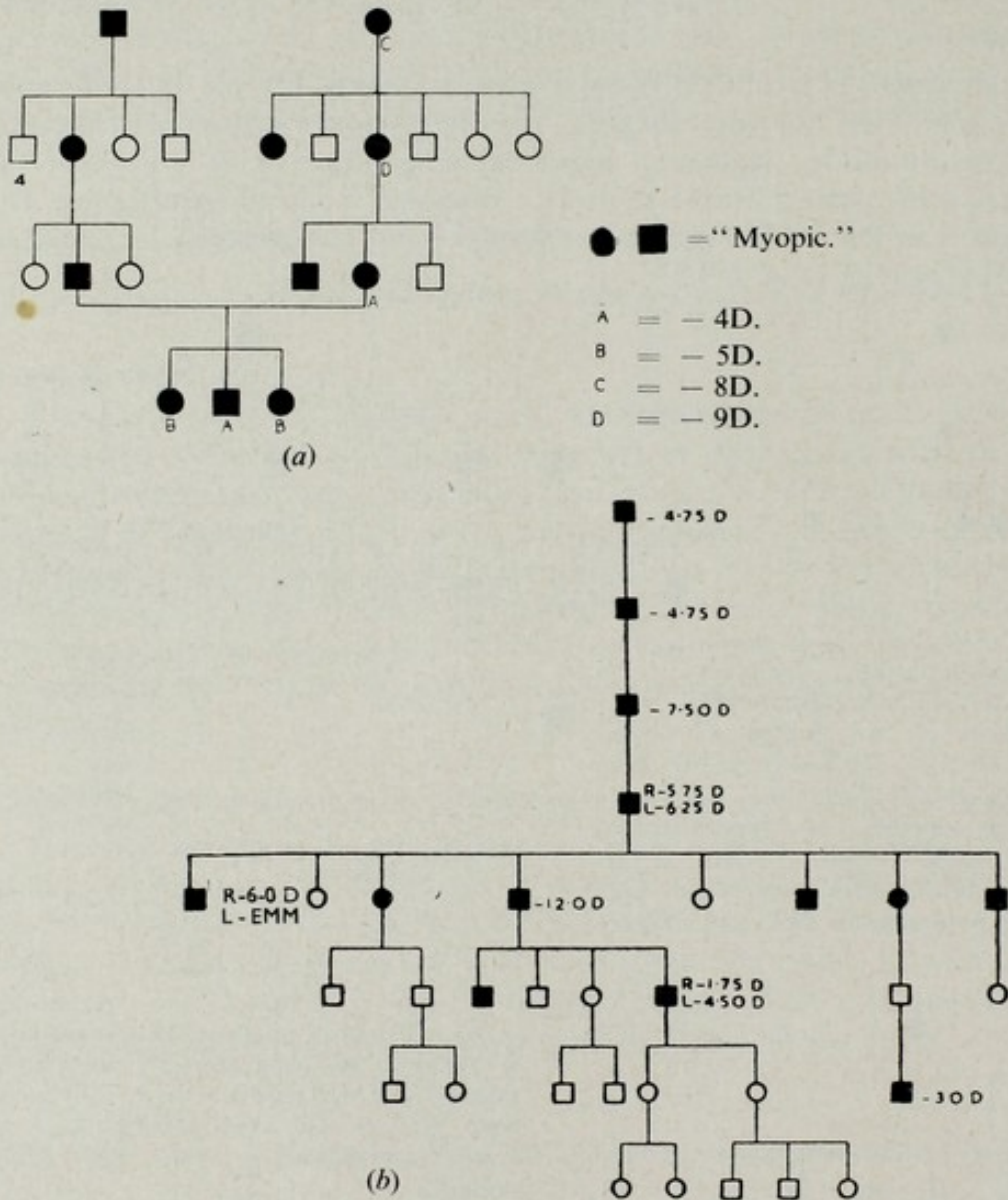 C
4
D
= "Myopic."
A
A = - 4D.
B = - 5D.
C = - 8D.
D = - 9D.
B A B
(a)
- 4·75 D
- 4·75 D
- 7·50 D
R-5 75 D
L-6 25 D
R-6-0 D
L-EMM
-12·0 D
R-1·75 D
L-4·50 D
-3 0 D
(b)